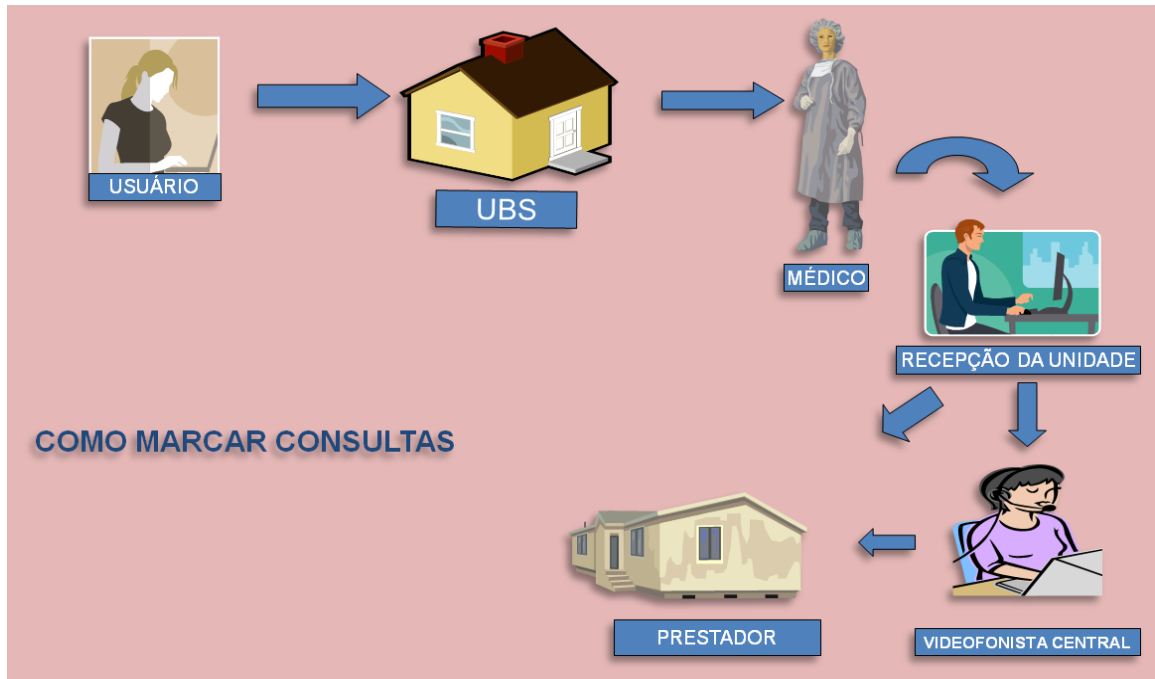 USUÁRIO
UBS
MÉDICO
RECEPÇÃO DA UNIDADE
COMO MARCAR CONSULTAS
PRESTADOR
VIDEOFONISTA CENTRAL